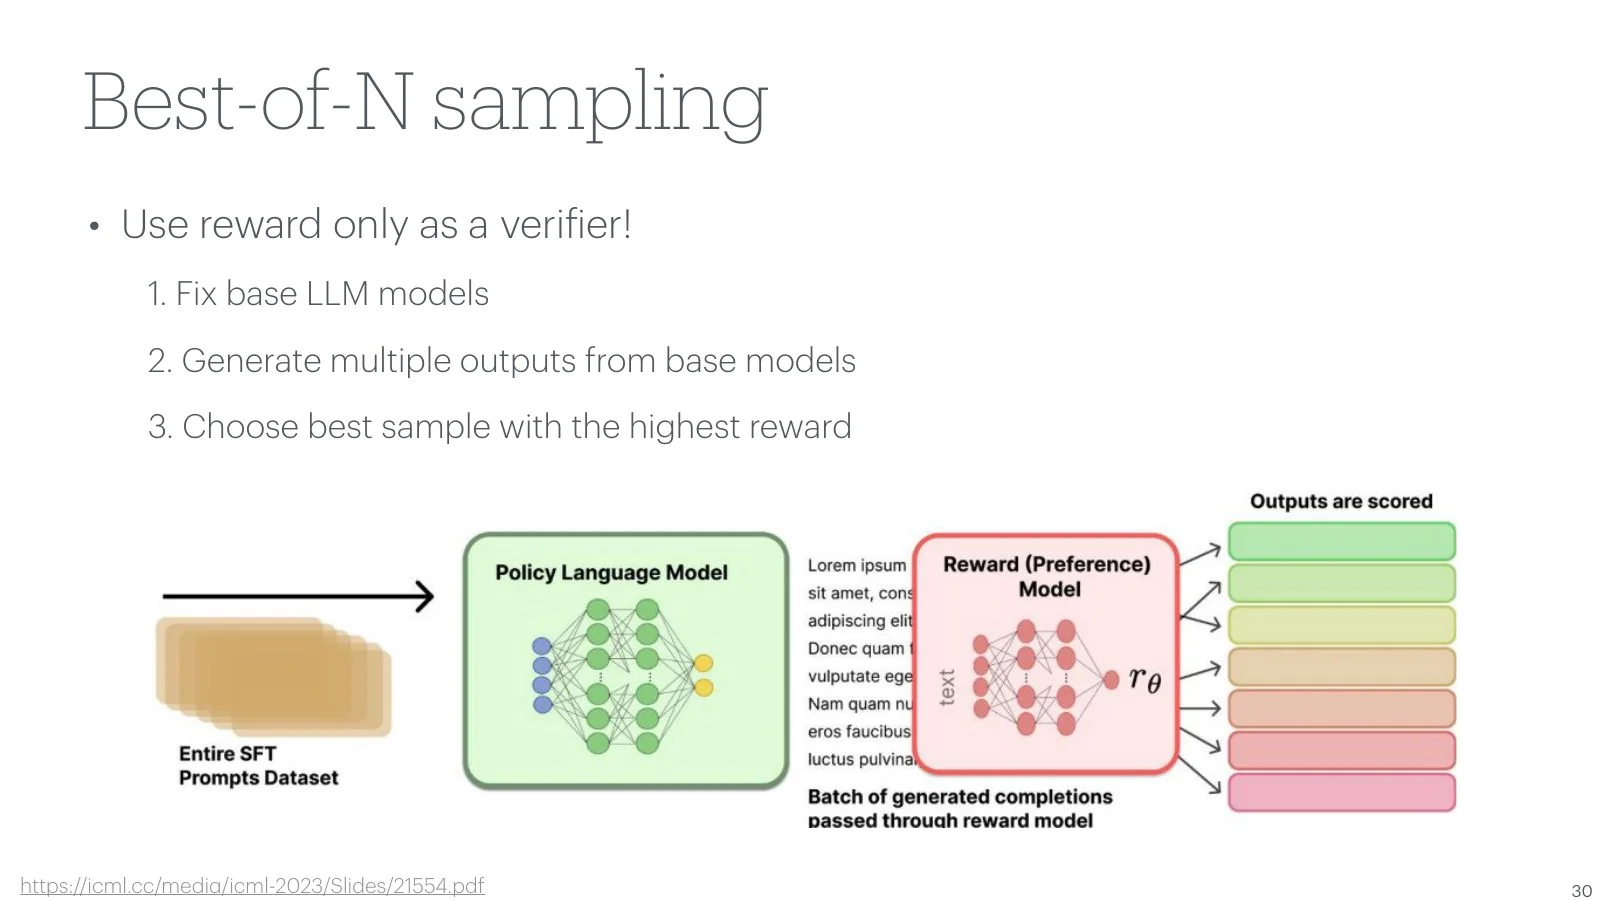 Best-of-N sampling
• Use reward only as a verifier!
1. Fix base LLM models
2. Generate multiple outputs from base models
3. Choose best sample with the highest reward
Entire SFT
Prompts Dataset
Policy Language Model
Lorem ipsum
sit amet, cons
adipiscing elit
Donec quam f
vulputate ege
Nam quam nu
eros faucibus
luctus pulvinar
Batch of generated completions
passed through reward model
Reward (Preference)
Model
text
rθ
Outputs are scored
https://icml.cc/media/icml-2023/Slides/21554.pdf
30